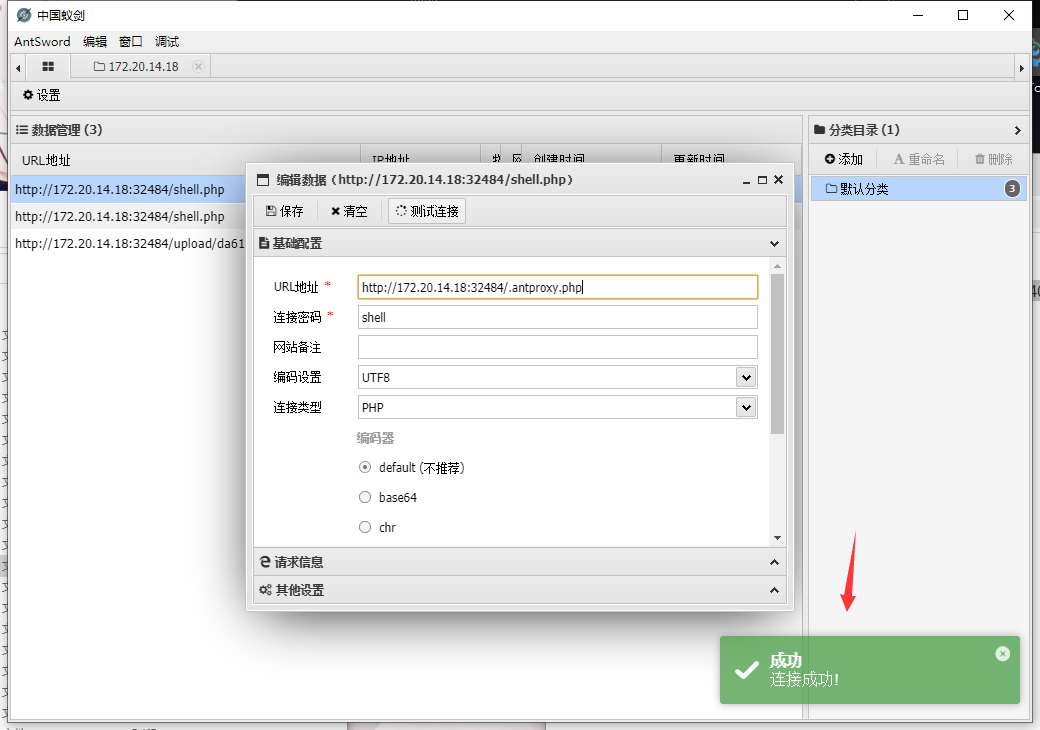 中国蚁剑
AntSword 编辑 窗口 调试
172.20.14.18
设置
数据管理 (3)
分类目录 (1)
URL地址 IP地址 创建时间 更新时间
添加 重命名 删除
http://172.20.14.18:32484/shell.php
默认分类 3
http://172.20.14.18:32484/shell.php
http://172.20.14.18:32484/upload/da61
编辑数据 (http://172.20.14.18:32484/shell.php)
保存 清空 测试连接
基础配置
URL地址 * http://172.20.14.18:32484/.antproxy.php
连接密码 * shell
网站备注
编码设置 UTF8
连接类型 PHP
编码器
default (不推荐)
base64
chr
请求信息
其他设置
成功
连接成功!